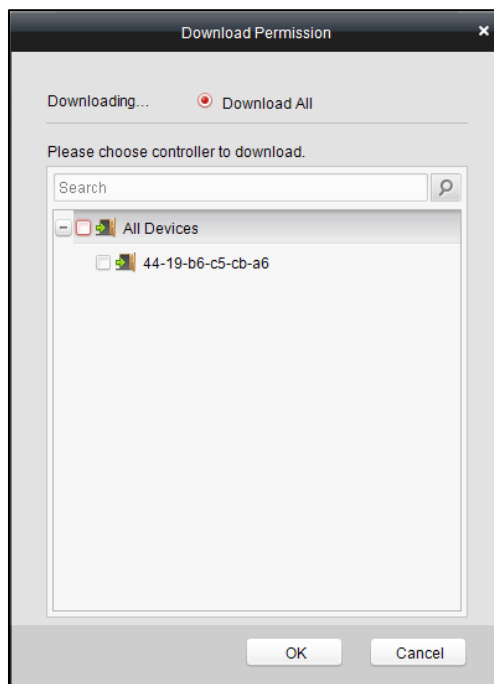 Download Permission
Downloading... Download All
Please choose controller to download.
Search
All Devices
44-19-b6-c5-cb-a6
OK Cancel